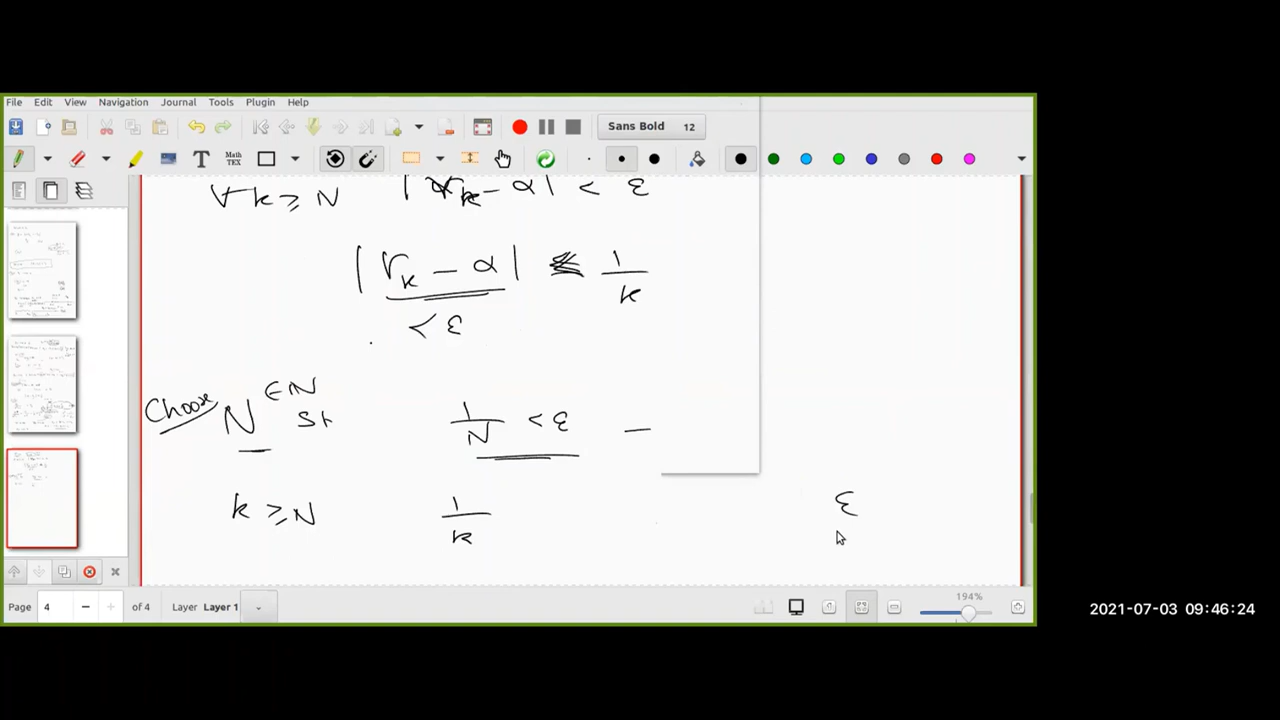 File Edit View Navigation Journal Tools Plugin Help
Sans Bold 12
∀ k ≥ N | r_k - α | < ε
| r_k - α | ≤ 1/k
< ε
Choose N ∈ ℕ st 1/N < ε —
k ≥ N 1/k ε
Page 4 of 4 Layer Layer 1 194%
2021-07-03 09:46:24